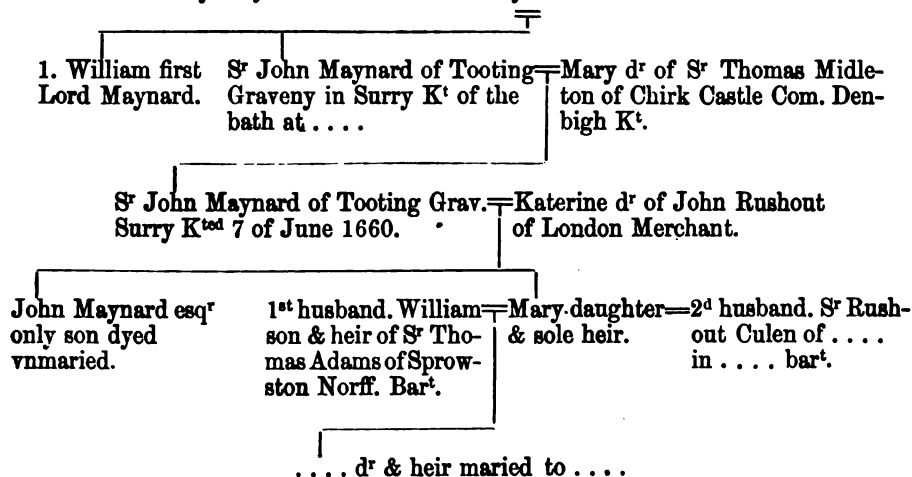 1. William first
Lord Maynard.
Sʳ John Maynard of Tooting
Graveny in Surry Kᵗ of the
bath at . . . .
Mary dʳ of Sʳ Thomas Midle-
ton of Chirk Castle Com. Den-
bigh Kᵗ.
Sʳ John Maynard of Tooting Grav.
Surry Kᵗᵉᵈ 7 of June 1660.
Katerine dʳ of John Rushout
of London Merchant.
John Maynard esqʳ
only son dyed
vnmaried.
1ˢᵗ husband. William
son & heir of Sʳ Tho-
mas Adams of Sprow-
ston Norff. Barᵗ.
Mary daughter
& sole heir.
2ᵈ husband. Sʳ Rush-
out Culen of . . . .
in . . . . barᵗ.
. . . . dʳ & heir maried to . . . .